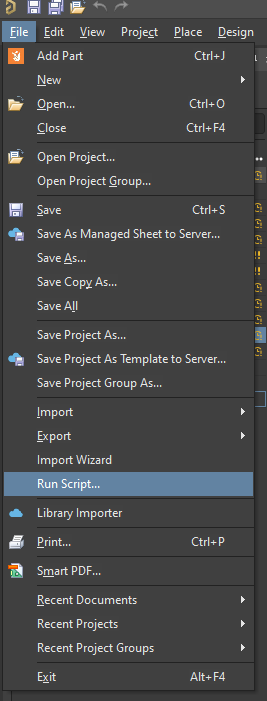 File Edit View Project Place Design
Add Part Ctrl+J
New
Open... Ctrl+O
Close Ctrl+F4
Open Project...
Open Project Group...
Save Ctrl+S
Save As Managed Sheet to Server...
Save As...
Save Copy As...
Save All
Save Project As...
Save Project As Template to Server...
Save Project Group As...
Import
Export
Import Wizard
Run Script...
Library Importer
Print... Ctrl+P
Smart PDF...
Recent Documents
Recent Projects
Recent Project Groups
Exit Alt+F4